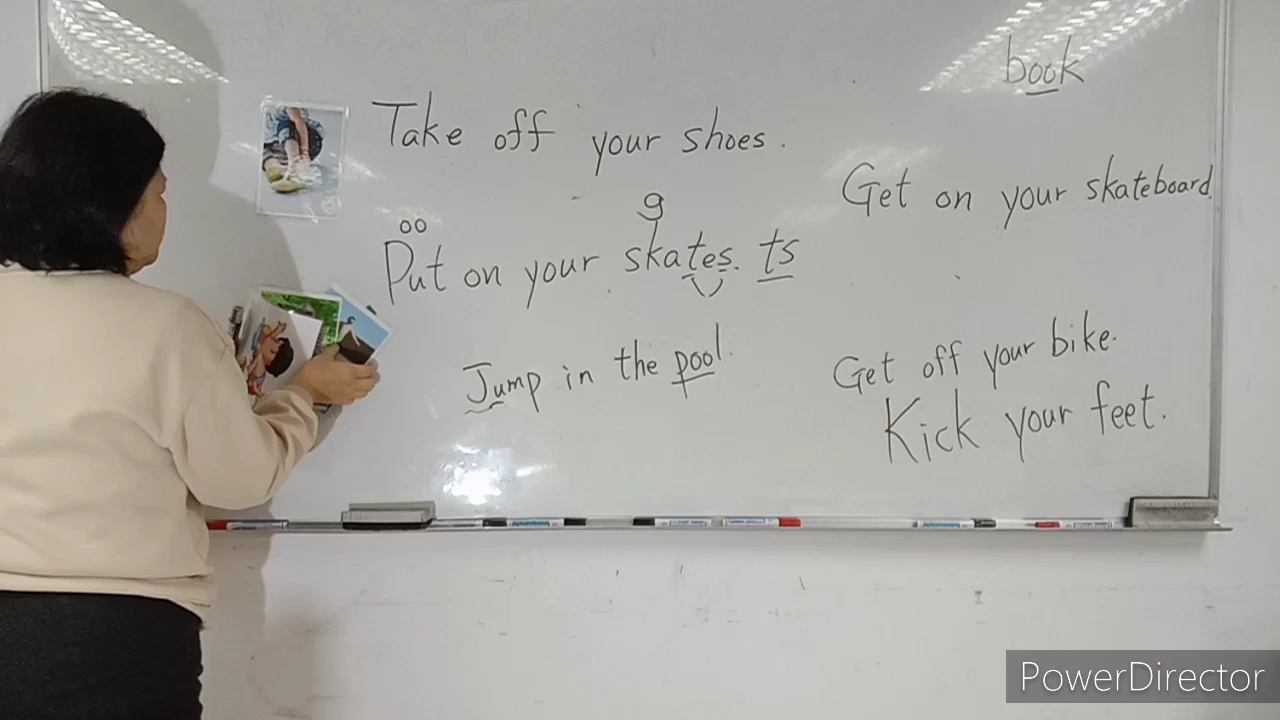 book
Take off your shoes.
Get on your skateboard.
g
oo
Put on your skates. ts
Jump in the pool.
Get off your bike.
Kick your feet.
PowerDirector